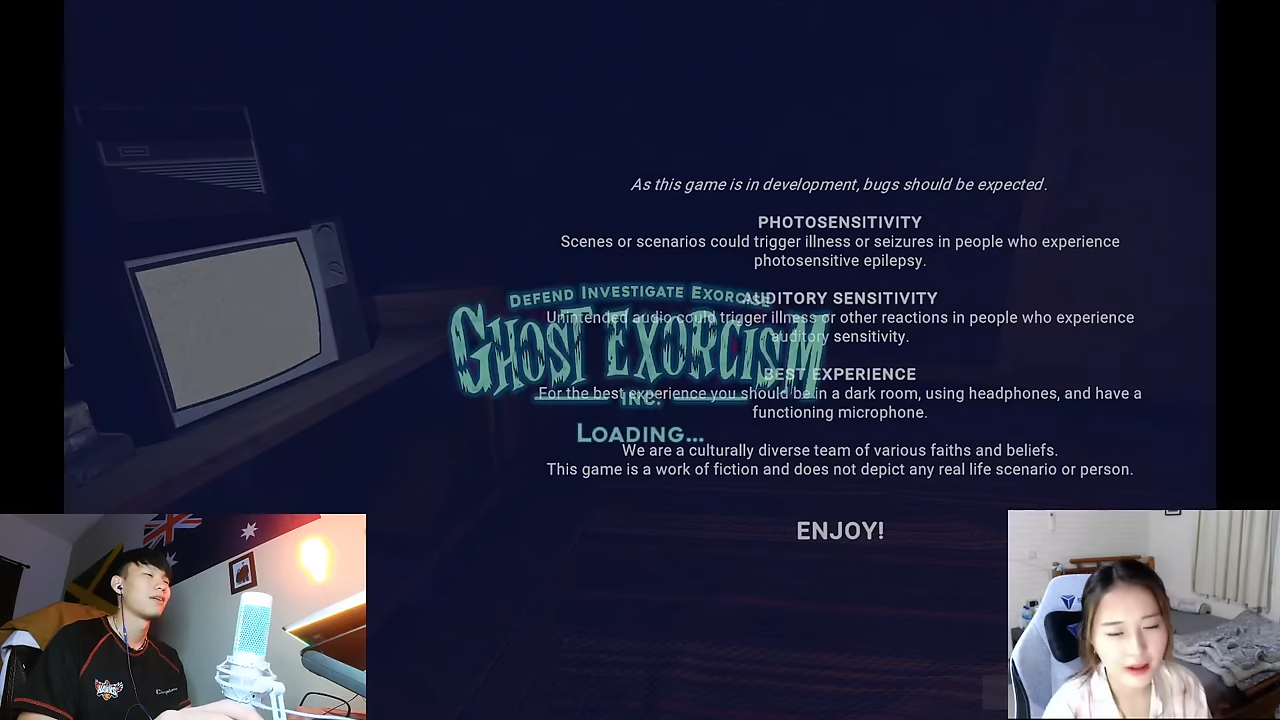 As this game is in development, bugs should be expected.
PHOTOSENSITIVITY
Scenes or scenarios could trigger illness or seizures in people who experience
photosensitive epilepsy.
DEFEND INVESTIGATE EXORCISE
AUDITORY SENSITIVITY
Unintended audio could trigger illness or other reactions in people who experience
auditory sensitivity.
GHOST EXORCISM
INC.
BEST EXPERIENCE
For the best experience you should be in a dark room, using headphones, and have a
functioning microphone.
LOADING...
We are a culturally diverse team of various faiths and beliefs.
This game is a work of fiction and does not depict any real life scenario or person.
ENJOY!